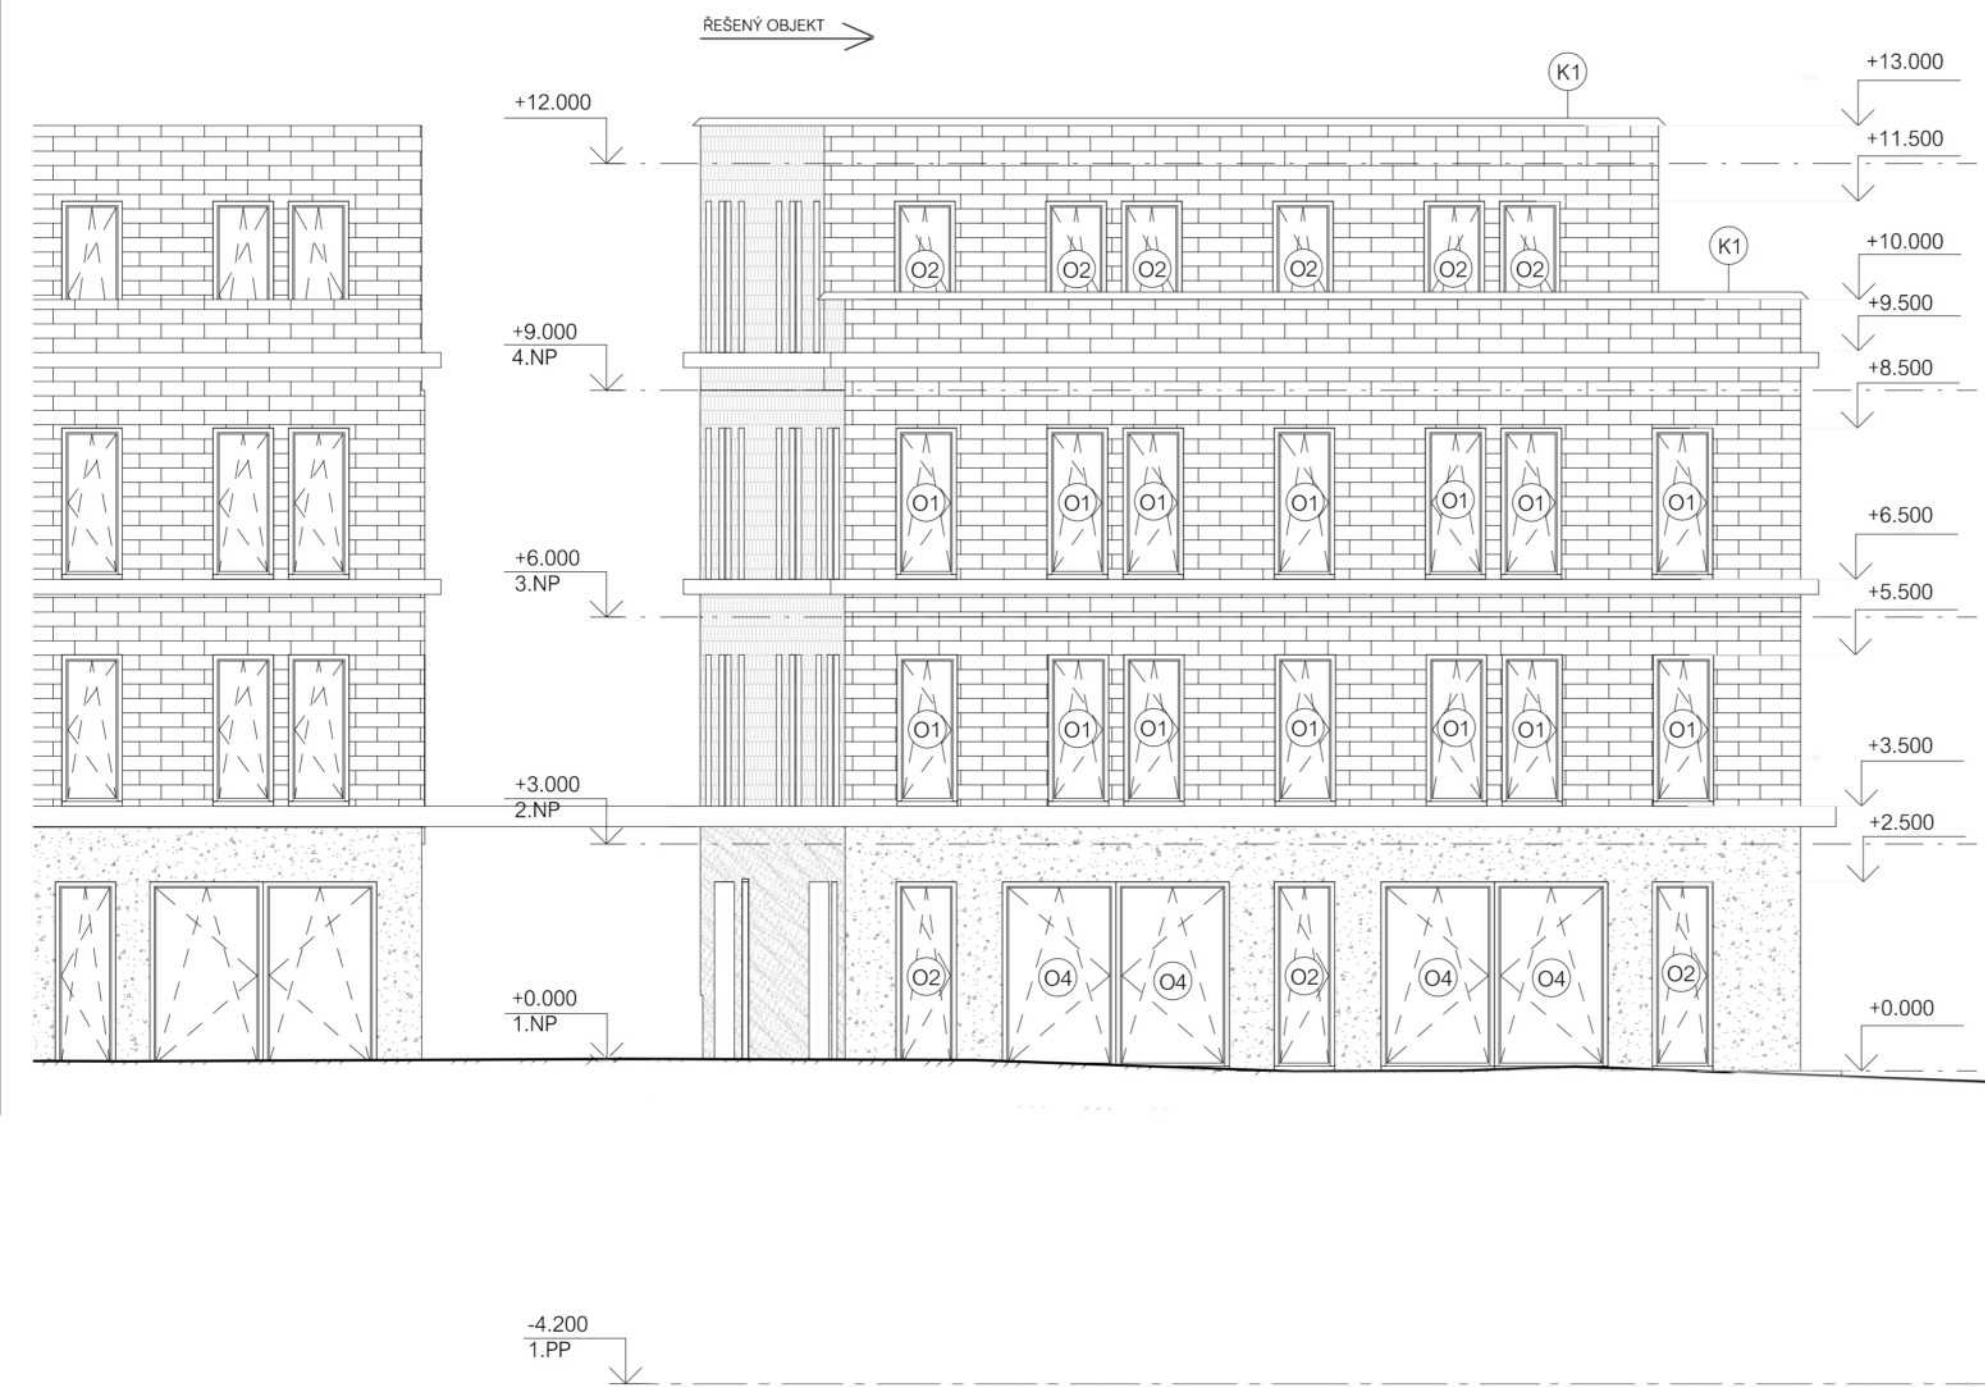 ŘEŠENÝ OBJEKT
K1
+13.000
+12.000
+11.500
K1
+10.000
O2
O2
O2
O2
O2
O2
+9.500
+9.000
4.NP
+8.500
O1
O1
O1
O1
O1
O1
O1
+6.500
+6.000
3.NP
+5.500
O1
O1
O1
O1
O1
O1
O1
+3.500
+3.000
2.NP
+2.500
O2
O4
O4
O2
O4
O4
O2
+0.000
1.NP
+0.000
-4.200
1.PP